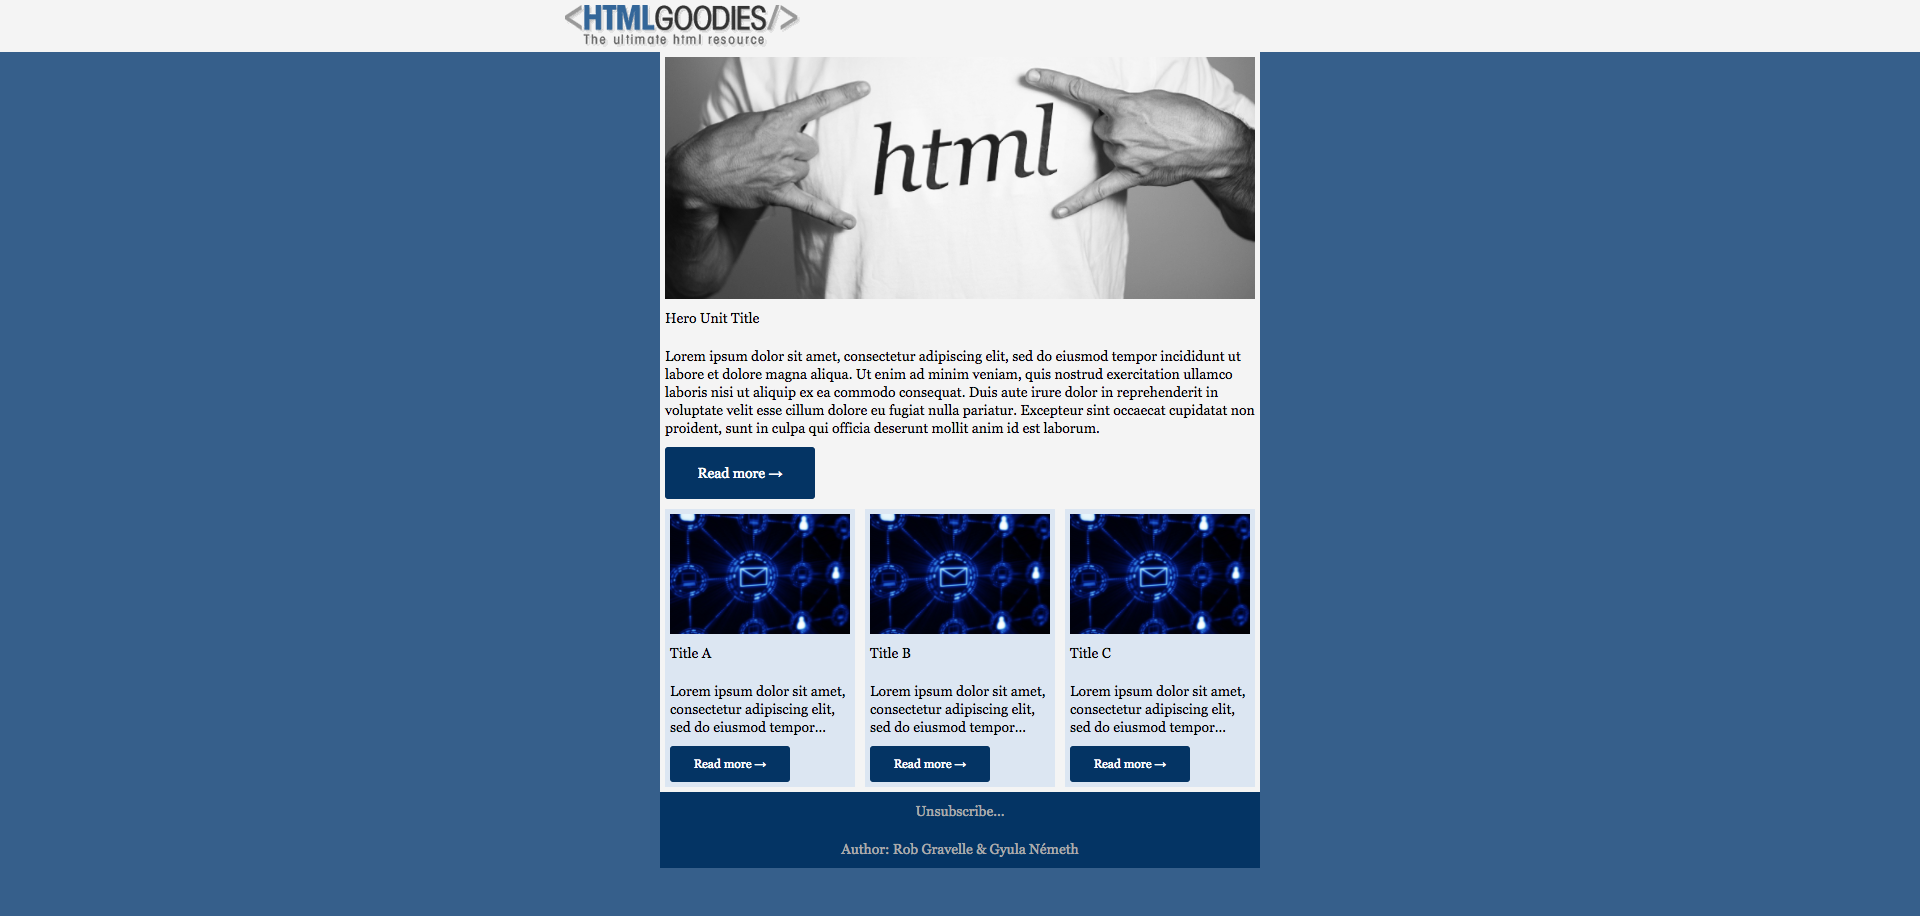 <HTMLGOODIES/>
The ultimate html resource
html
Hero Unit Title
Lorem ipsum dolor sit amet, consectetur adipiscing elit, sed do eiusmod tempor incididunt ut
labore et dolore magna aliqua. Ut enim ad minim veniam, quis nostrud exercitation ullamco
laboris nisi ut aliquip ex ea commodo consequat. Duis aute irure dolor in reprehenderit in
voluptate velit esse cillum dolore eu fugiat nulla pariatur. Excepteur sint occaecat cupidatat non
proident, sunt in culpa qui officia deserunt mollit anim id est laborum.
Read more →
Title A
Lorem ipsum dolor sit amet,
consectetur adipiscing elit,
sed do eiusmod tempor...
Read more →
Title B
Lorem ipsum dolor sit amet,
consectetur adipiscing elit,
sed do eiusmod tempor...
Read more →
Title C
Lorem ipsum dolor sit amet,
consectetur adipiscing elit,
sed do eiusmod tempor...
Read more →
Unsubscribe...
Author: Rob Gravelle & Gyula Németh